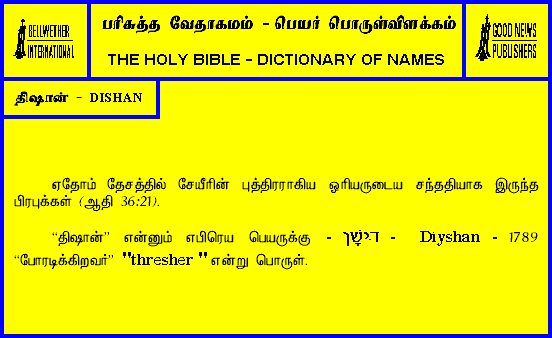 BELLWETHER
INTERNATIONAL
பரிசுத்த வேதாகமம் - பெயர் பொருள்விளக்கம்
THE HOLY BIBLE - DICTIONARY OF NAMES
GOOD NEWS
PUBLISHERS
திஷான் - DISHAN
ஏதோம் தேசத்தில் சேயீரின் புத்திரராகிய ஓரியருடைய சந்ததியாக இருந்த
பிரபுக்கள் (ஆதி 36:21).
“திஷான்” என்னும் எபிரெய பெயருக்கு - דִּישָׁן - Diyshan - 1789
“போரடிக்கிறவர்” "thresher " என்று பொருள்.